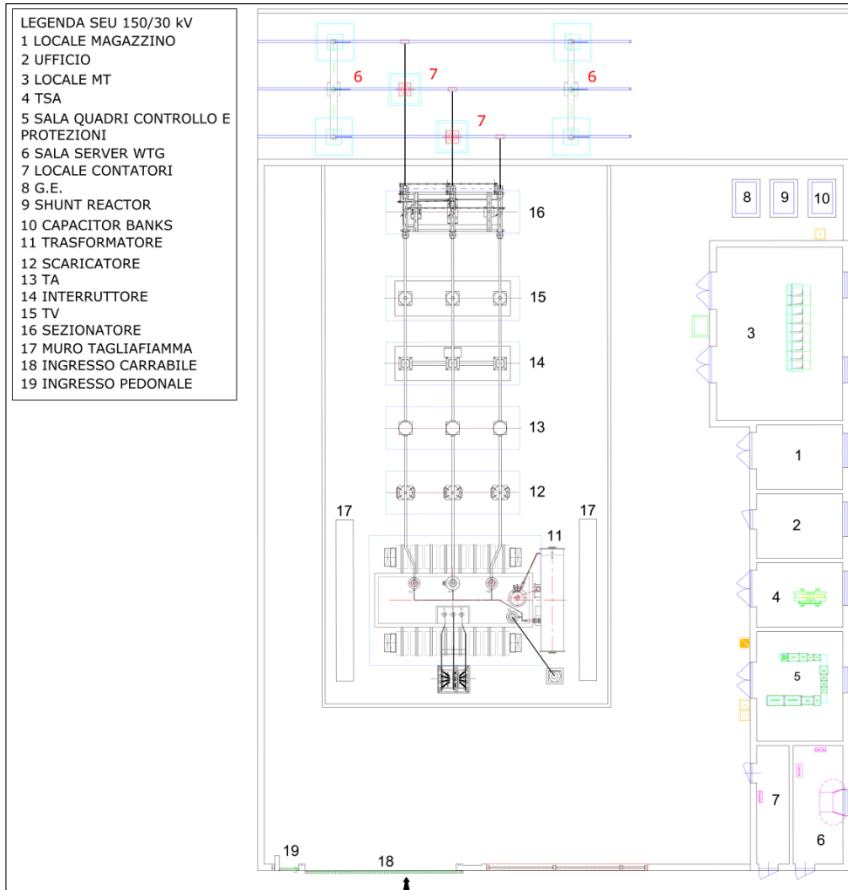 LEGENDA SEU 150/30 kV
1 LOCALE MAGAZZINO
2 UFFICIO
3 LOCALE MT
4 TSA
5 SALA QUADRI CONTROLLO E
PROTEZIONI
6 SALA SERVER WTG
7 LOCALE CONTATORI
8 G.E.
9 SHUNT REACTOR
10 CAPACITOR BANKS
11 TRASFORMATORE
12 SCARICATORE
13 TA
14 INTERRUTTORE
15 TV
16 SEZIONATORE
17 MURO TAGLIAFIAMMA
18 INGRESSO CARRABILE
19 INGRESSO PEDONALE
6
7
6
7
8
9
10
16
15
3
14
13
1
12
17
17
2
11
4
5
7
6
19
18